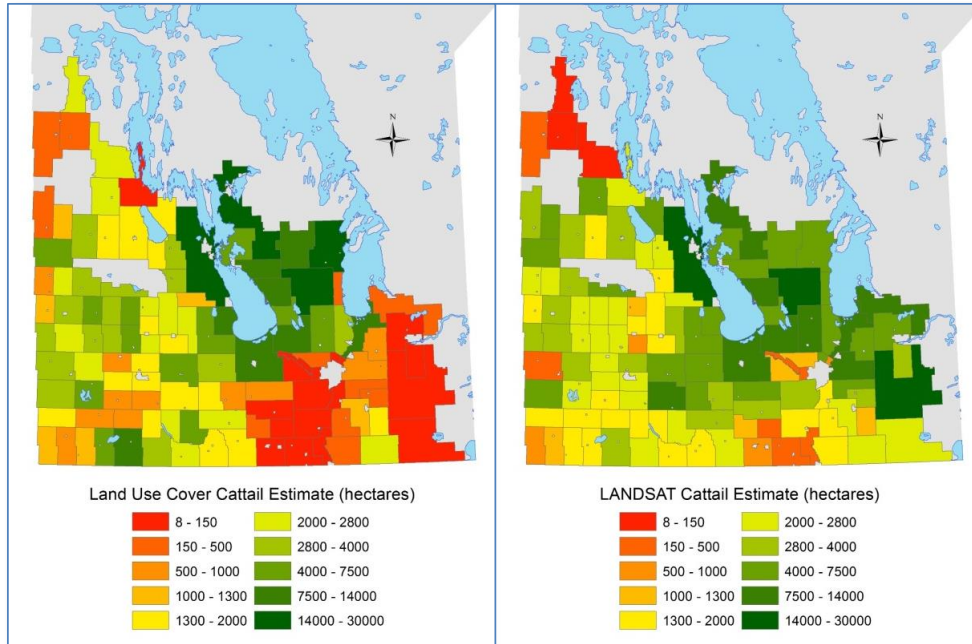 N
N
Land Use Cover Cattail Estimate (hectares)
8 - 150
150 - 500
500 - 1000
1000 - 1300
1300 - 2000
2000 - 2800
2800 - 4000
4000 - 7500
7500 - 14000
14000 - 30000
LANDSAT Cattail Estimate (hectares)
8 - 150
150 - 500
500 - 1000
1000 - 1300
1300 - 2000
2000 - 2800
2800 - 4000
4000 - 7500
7500 - 14000
14000 - 30000